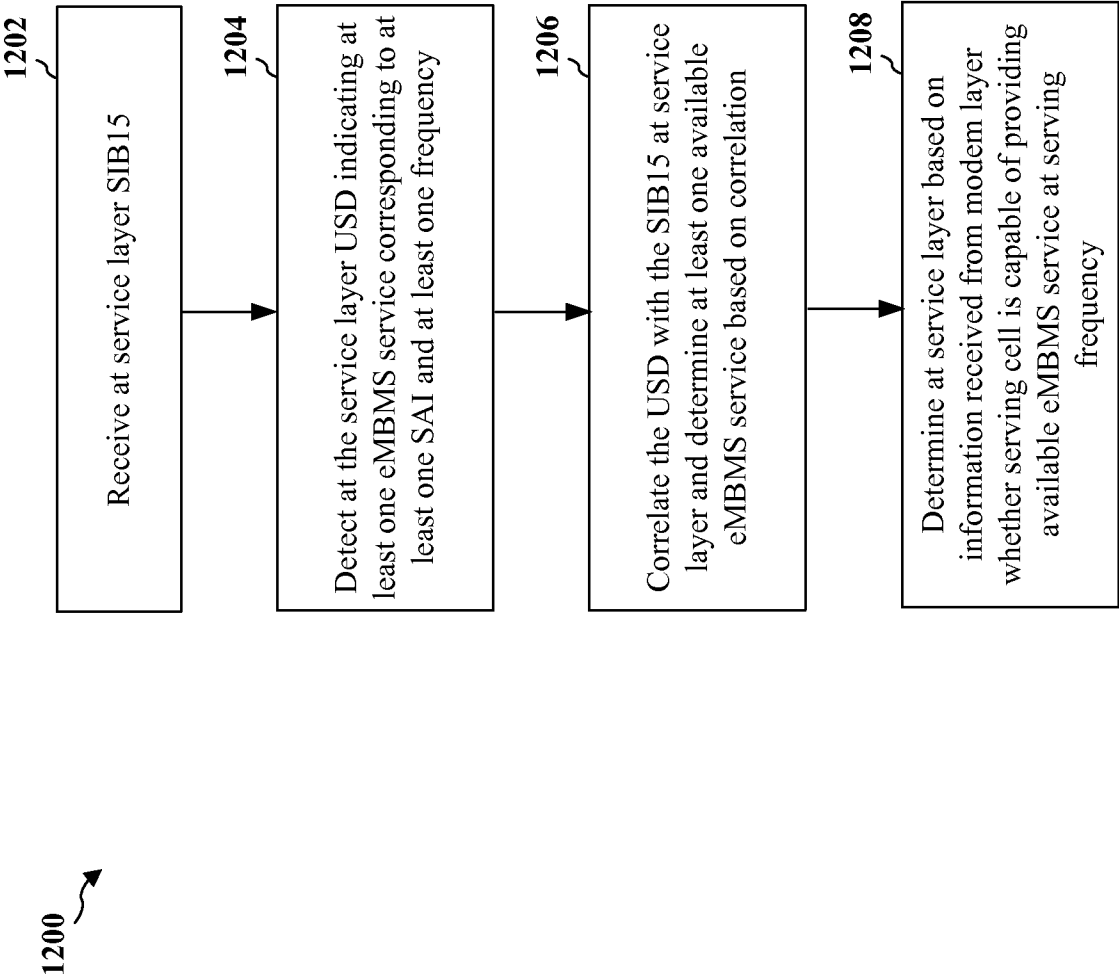 1200
1202
Receive at service layer SIB15
1204
Detect at the service layer USD indicating at
least one eMBMS service corresponding to at
least one SAI and at least one frequency
1206
Correlate the USD with the SIB15 at service
layer and determine at least one available
eMBMS service based on correlation
1208
Determine at service layer based on
information received from modem layer
whether serving cell is capable of providing
available eMBMS service at serving
frequency